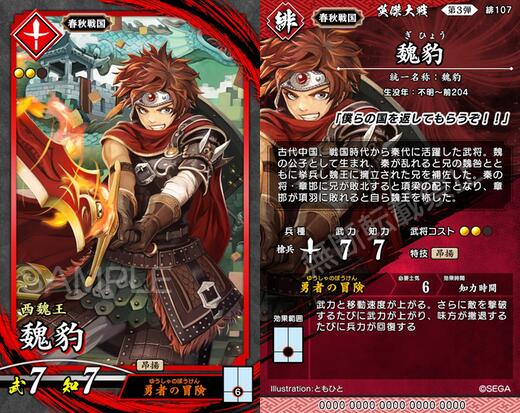 春秋戦国
SAMPLE
西魏王
魏豹
昂揚
武7 知7
ゆうしゃのぼうけん
勇者の冒険
6
緋
春秋戦国
英傑大戦
第3弾
緋107
ぎ ひょう
魏豹
統一名称：魏豹
生没年：不明～前204
「僕らの国を返してもらうぞ！！」
古代中国、戦国時代から秦代に活躍した武将。魏
の公子として生まれ、秦が乱れると兄の魏咎とと
もに挙兵し魏王に擁立された兄を補佐した。秦の
将・章邯に兄が敗北すると項梁の配下となり、章
邯が項羽に敗れると自ら魏王を称した。
無断転載
兵種 武力 知力 武将コスト
槍兵 7 7
特技 昂揚
ゆうしゃのぼうけん 必要士気 効果時間
勇者の冒険 6 知力時間
効果範囲
武力と移動速度が上がる。さらに敵を撃破
するたびに武力が上がり、味方が撤退する
たびに兵力が回復する
Illustration:ともひと
©SEGA
0000-0000-0000-0000-0000